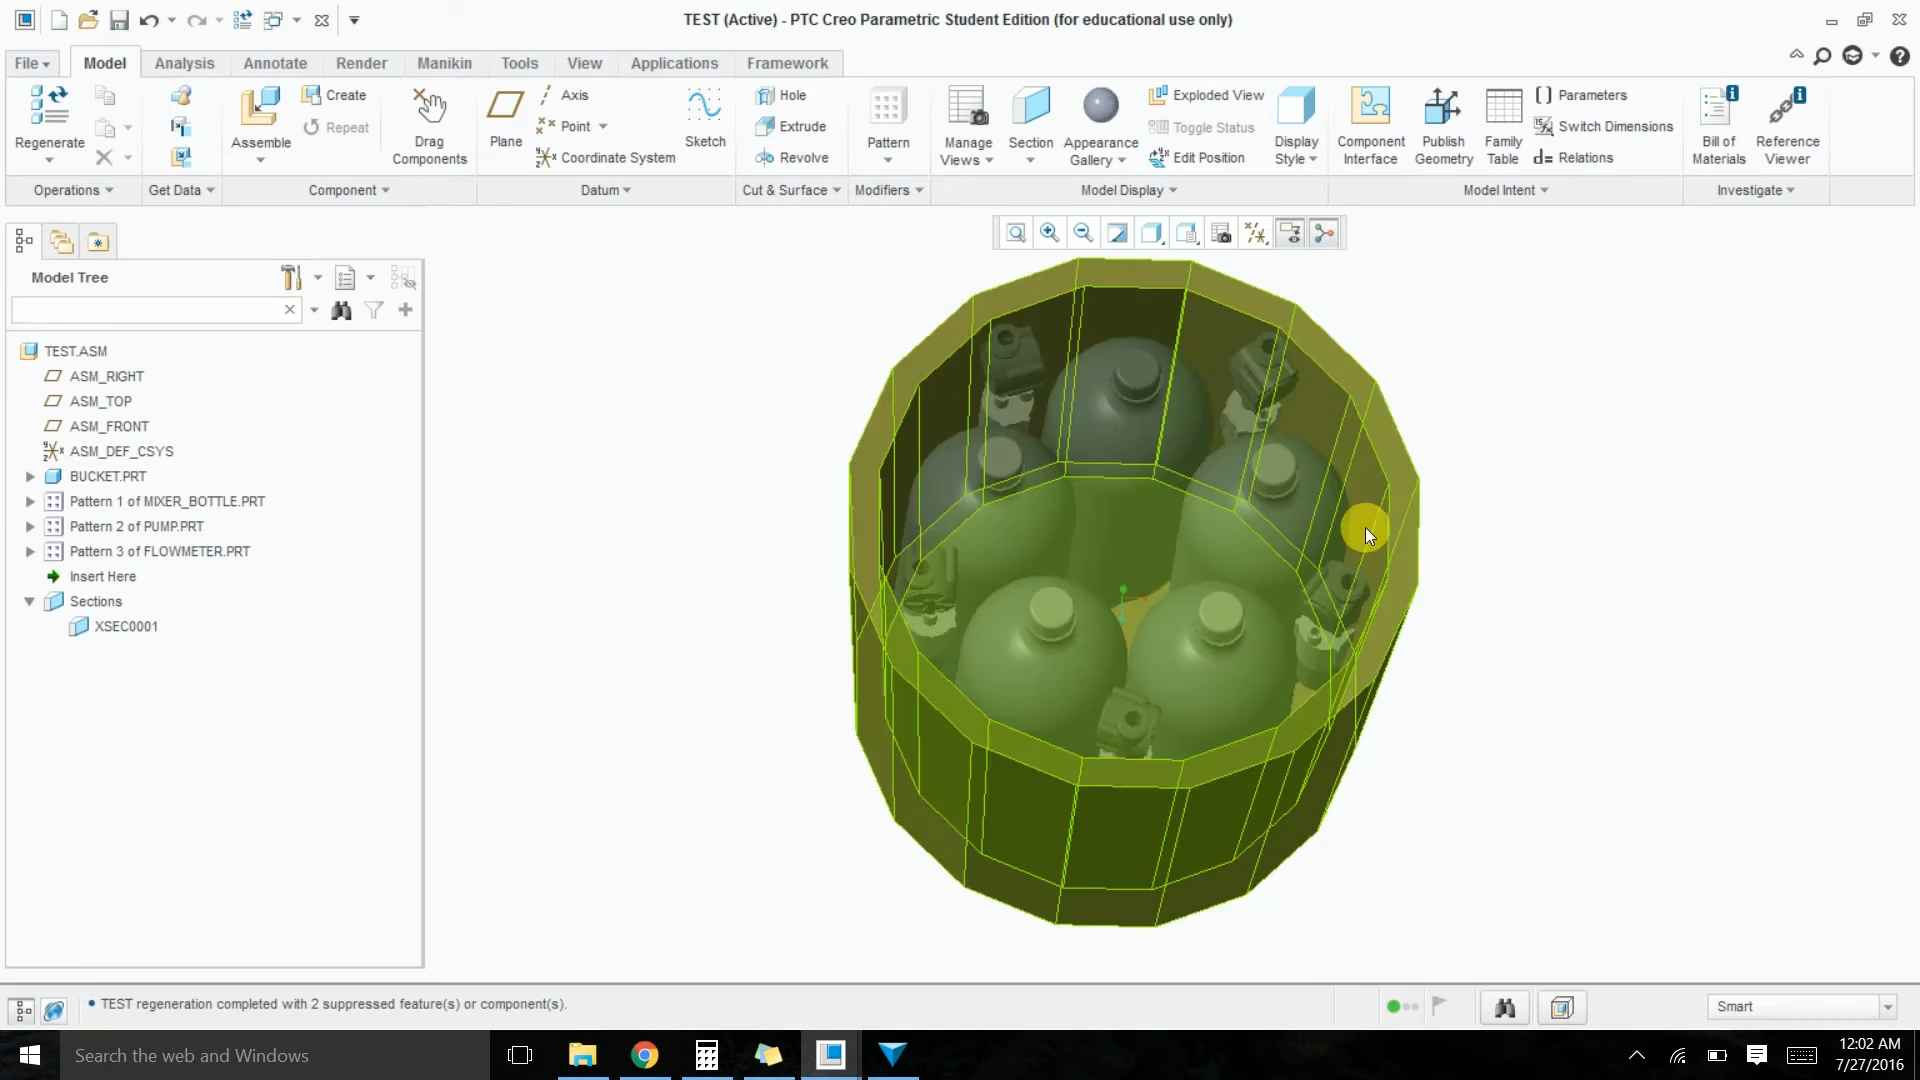 TEST (Active) - PTC Creo Parametric Student Edition (for educational use only)
File Model Analysis Annotate Render Manikin Tools View Applications Framework
Regenerate
Assemble
Create
Repeat
Drag Components
Plane
Axis
Point
Coordinate System
Sketch
Hole
Extrude
Revolve
Pattern
Manage Views
Section
Appearance Gallery
Exploded View
Toggle Status
Edit Position
Display Style
Component Interface
Publish Geometry
Family Table
Parameters
Switch Dimensions
d= Relations
Bill of Materials
Reference Viewer
Operations Get Data Component Datum Cut & Surface Modifiers Model Display Model Intent Investigate
Model Tree
TEST.ASM
ASM_RIGHT
ASM_TOP
ASM_FRONT
ASM_DEF_CSYS
BUCKET.PRT
Pattern 1 of MIXER_BOTTLE.PRT
Pattern 2 of PUMP.PRT
Pattern 3 of FLOWMETER.PRT
Insert Here
Sections
XSEC0001
• TEST regeneration completed with 2 suppressed feature(s) or component(s).
Smart
Search the web and Windows
12:02 AM
7/27/2016